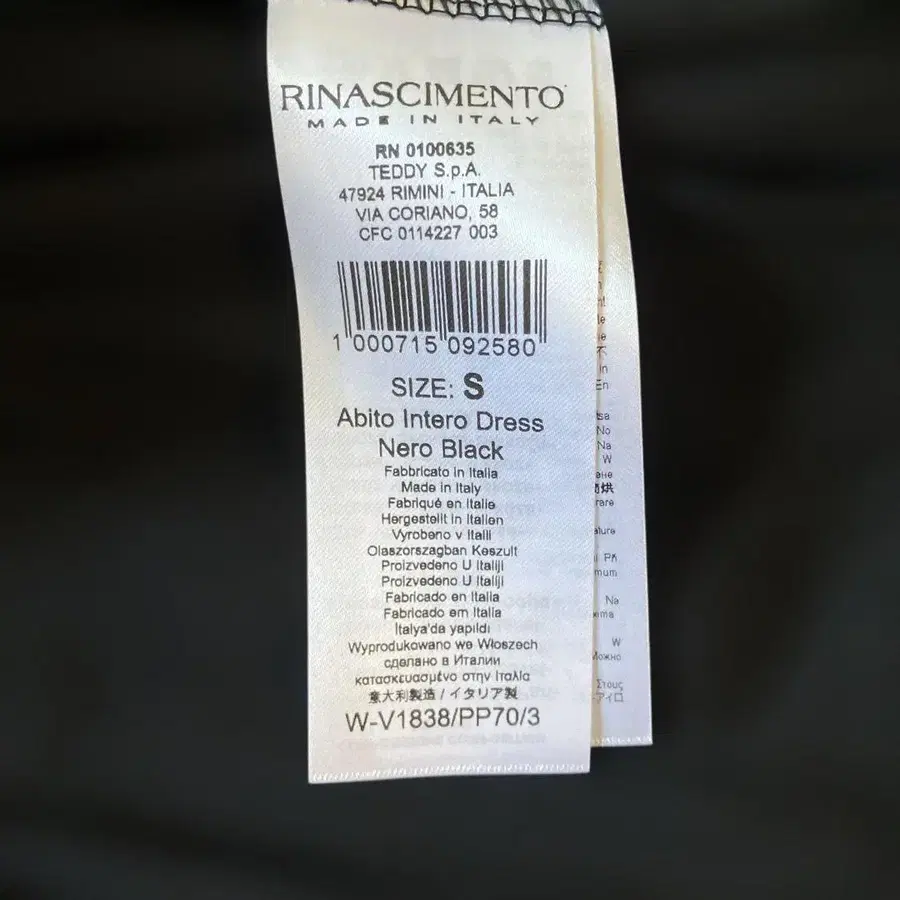 RINASCIMENTO
MADE IN ITALY
RN 0100635
TEDDY S.p.A.
47924 RIMINI - ITALIA
VIA CORIANO, 58
CFC 0114227 003
1 000715 092580
SIZE: S
Abito Intero Dress
Nero Black
Fabbricato in Italia
Made in Italy
Fabriqué en Italie
Hergestellt in Italien
Vyrobeno v Italii
Olaszorszagban Keszult
Proizvedeno U Italiji
Proizvedeno U Italiji
Fabricado en Italia
Fabricado em Italia
İtalya'da yapıldı
Wyprodukowano we Włoszech
сделано в Италии
κατασκευασμένο στην Ιταλία
意大利製造 / イタリア製
W-V1838/PP70/3